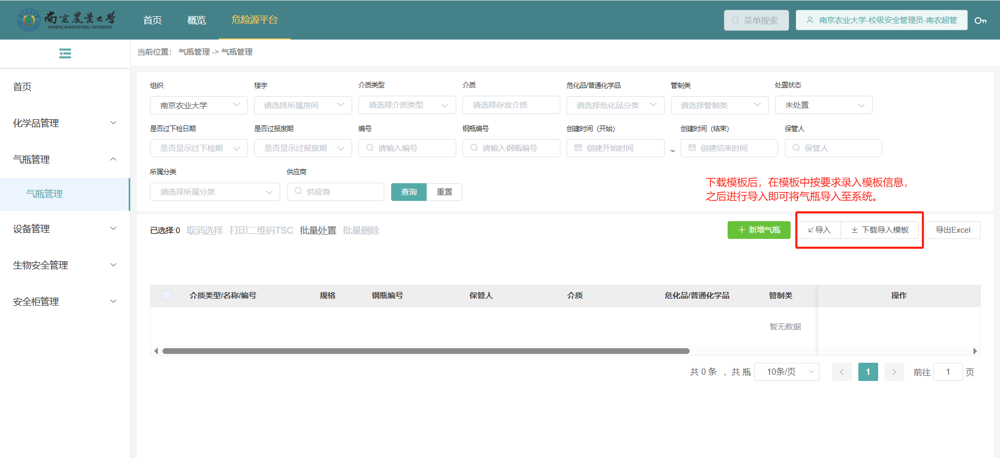 南京農業大學
NANJING AGRICULTURAL UNIVERSITY
首页
概览
危险源平台
菜单搜索
南京农业大学-校级安全管理员-南农超管
当前位置： 气瓶管理 -> 气瓶管理
首页
化学品管理
气瓶管理
气瓶管理
设备管理
生物安全管理
安全柜管理
组织
楼宇
介质类型
介质
危化品/普通化学品
管制类
处置状态
南京农业大学
请选择所属房间
请选择介质类型
请选择存放介质
请选择危化品分类
请选择管制类
未处置
是否过下检日期
是否过报废期
编号
钢瓶编号
创建时间（开始）
创建时间（结束）
保管人
是否显示过下检期
是否显示过报废期
请输入编号
请输入钢瓶编号
创建开始时间
~
创建结束时间
保管人
所属分类
供应商
请选择所属分类
供应商
查询
重置
下载模板后，在模板中按要求录入模板信息，
之后进行导入即可将气瓶导入至系统。
已选择:0 取消选择 打印二维码TSC 批量处置 批量删除
新增气瓶
导入
下载导入模板
导出Excel
介质类型/名称/编号
规格
钢瓶编号
保管人
介质
危化品/普通化学品
管制类
操作
暂无数据
共 0 条 ，共 瓶
10条/页
1
前往 1 页